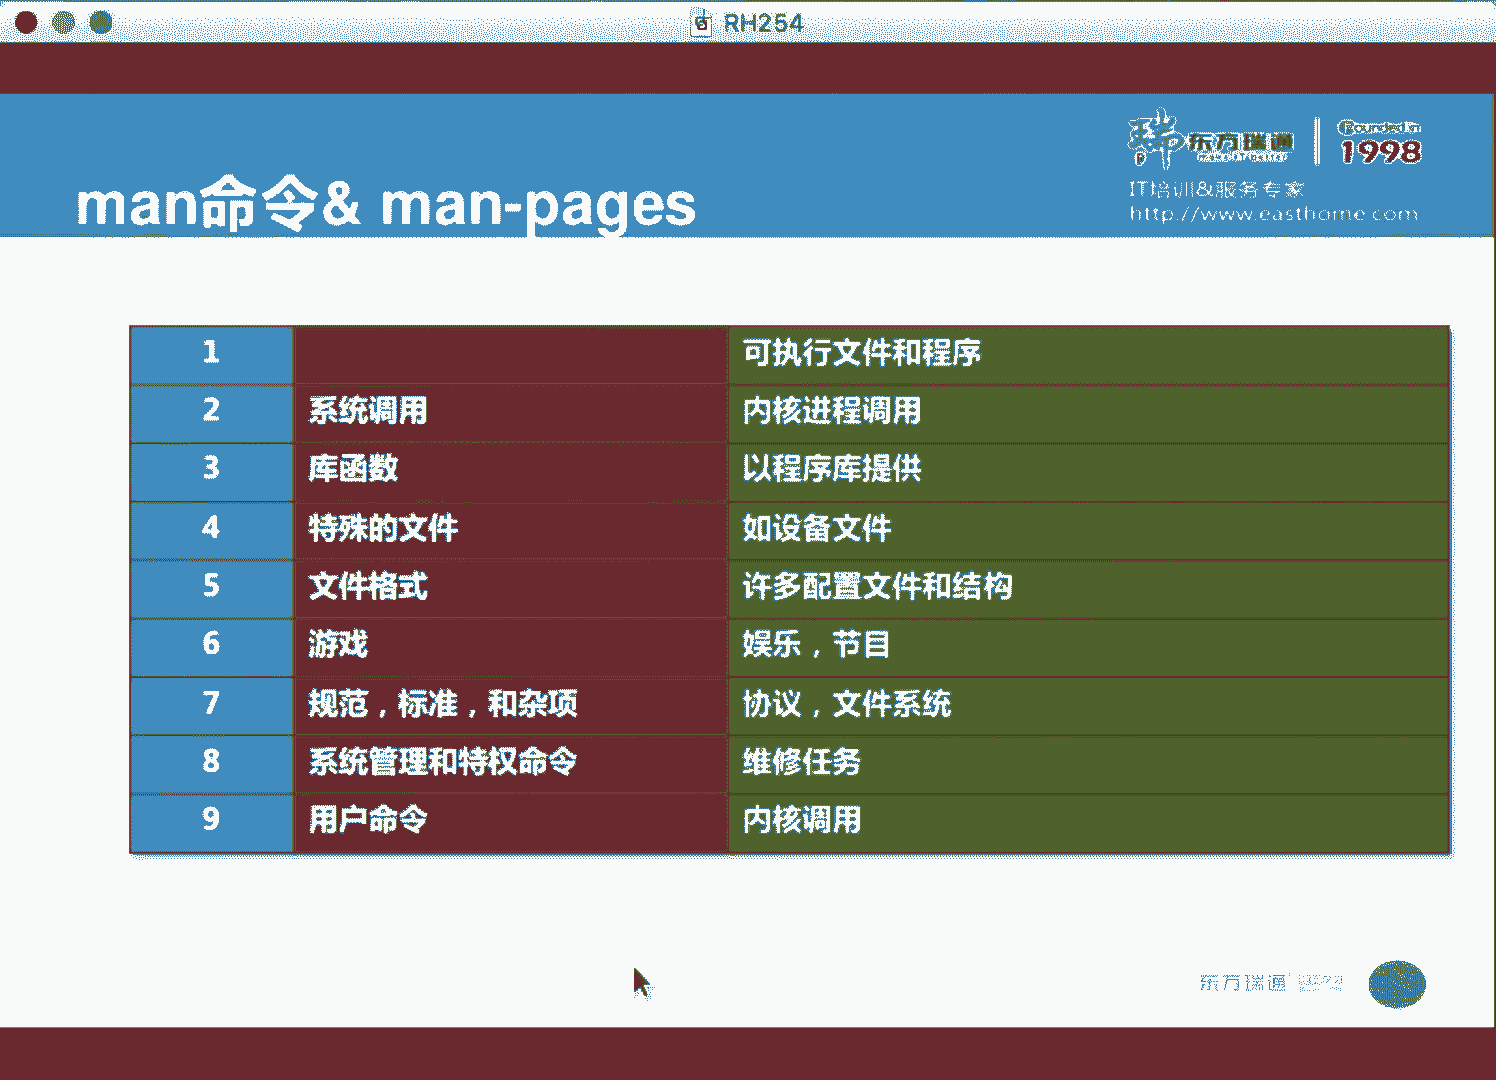 RH254
东方瑞通
Founded in
1998
IT培训&服务专家
http://www.easthome.com
man命令& man-pages
1 可执行文件和程序
2 系统调用 内核进程调用
3 库函数 以程序库提供
4 特殊的文件 如设备文件
5 文件格式 许多配置文件和结构
6 游戏 娱乐，节目
7 规范，标准，和杂项 协议，文件系统
8 系统管理和特权命令 维修任务
9 用户命令 内核调用
东方瑞通